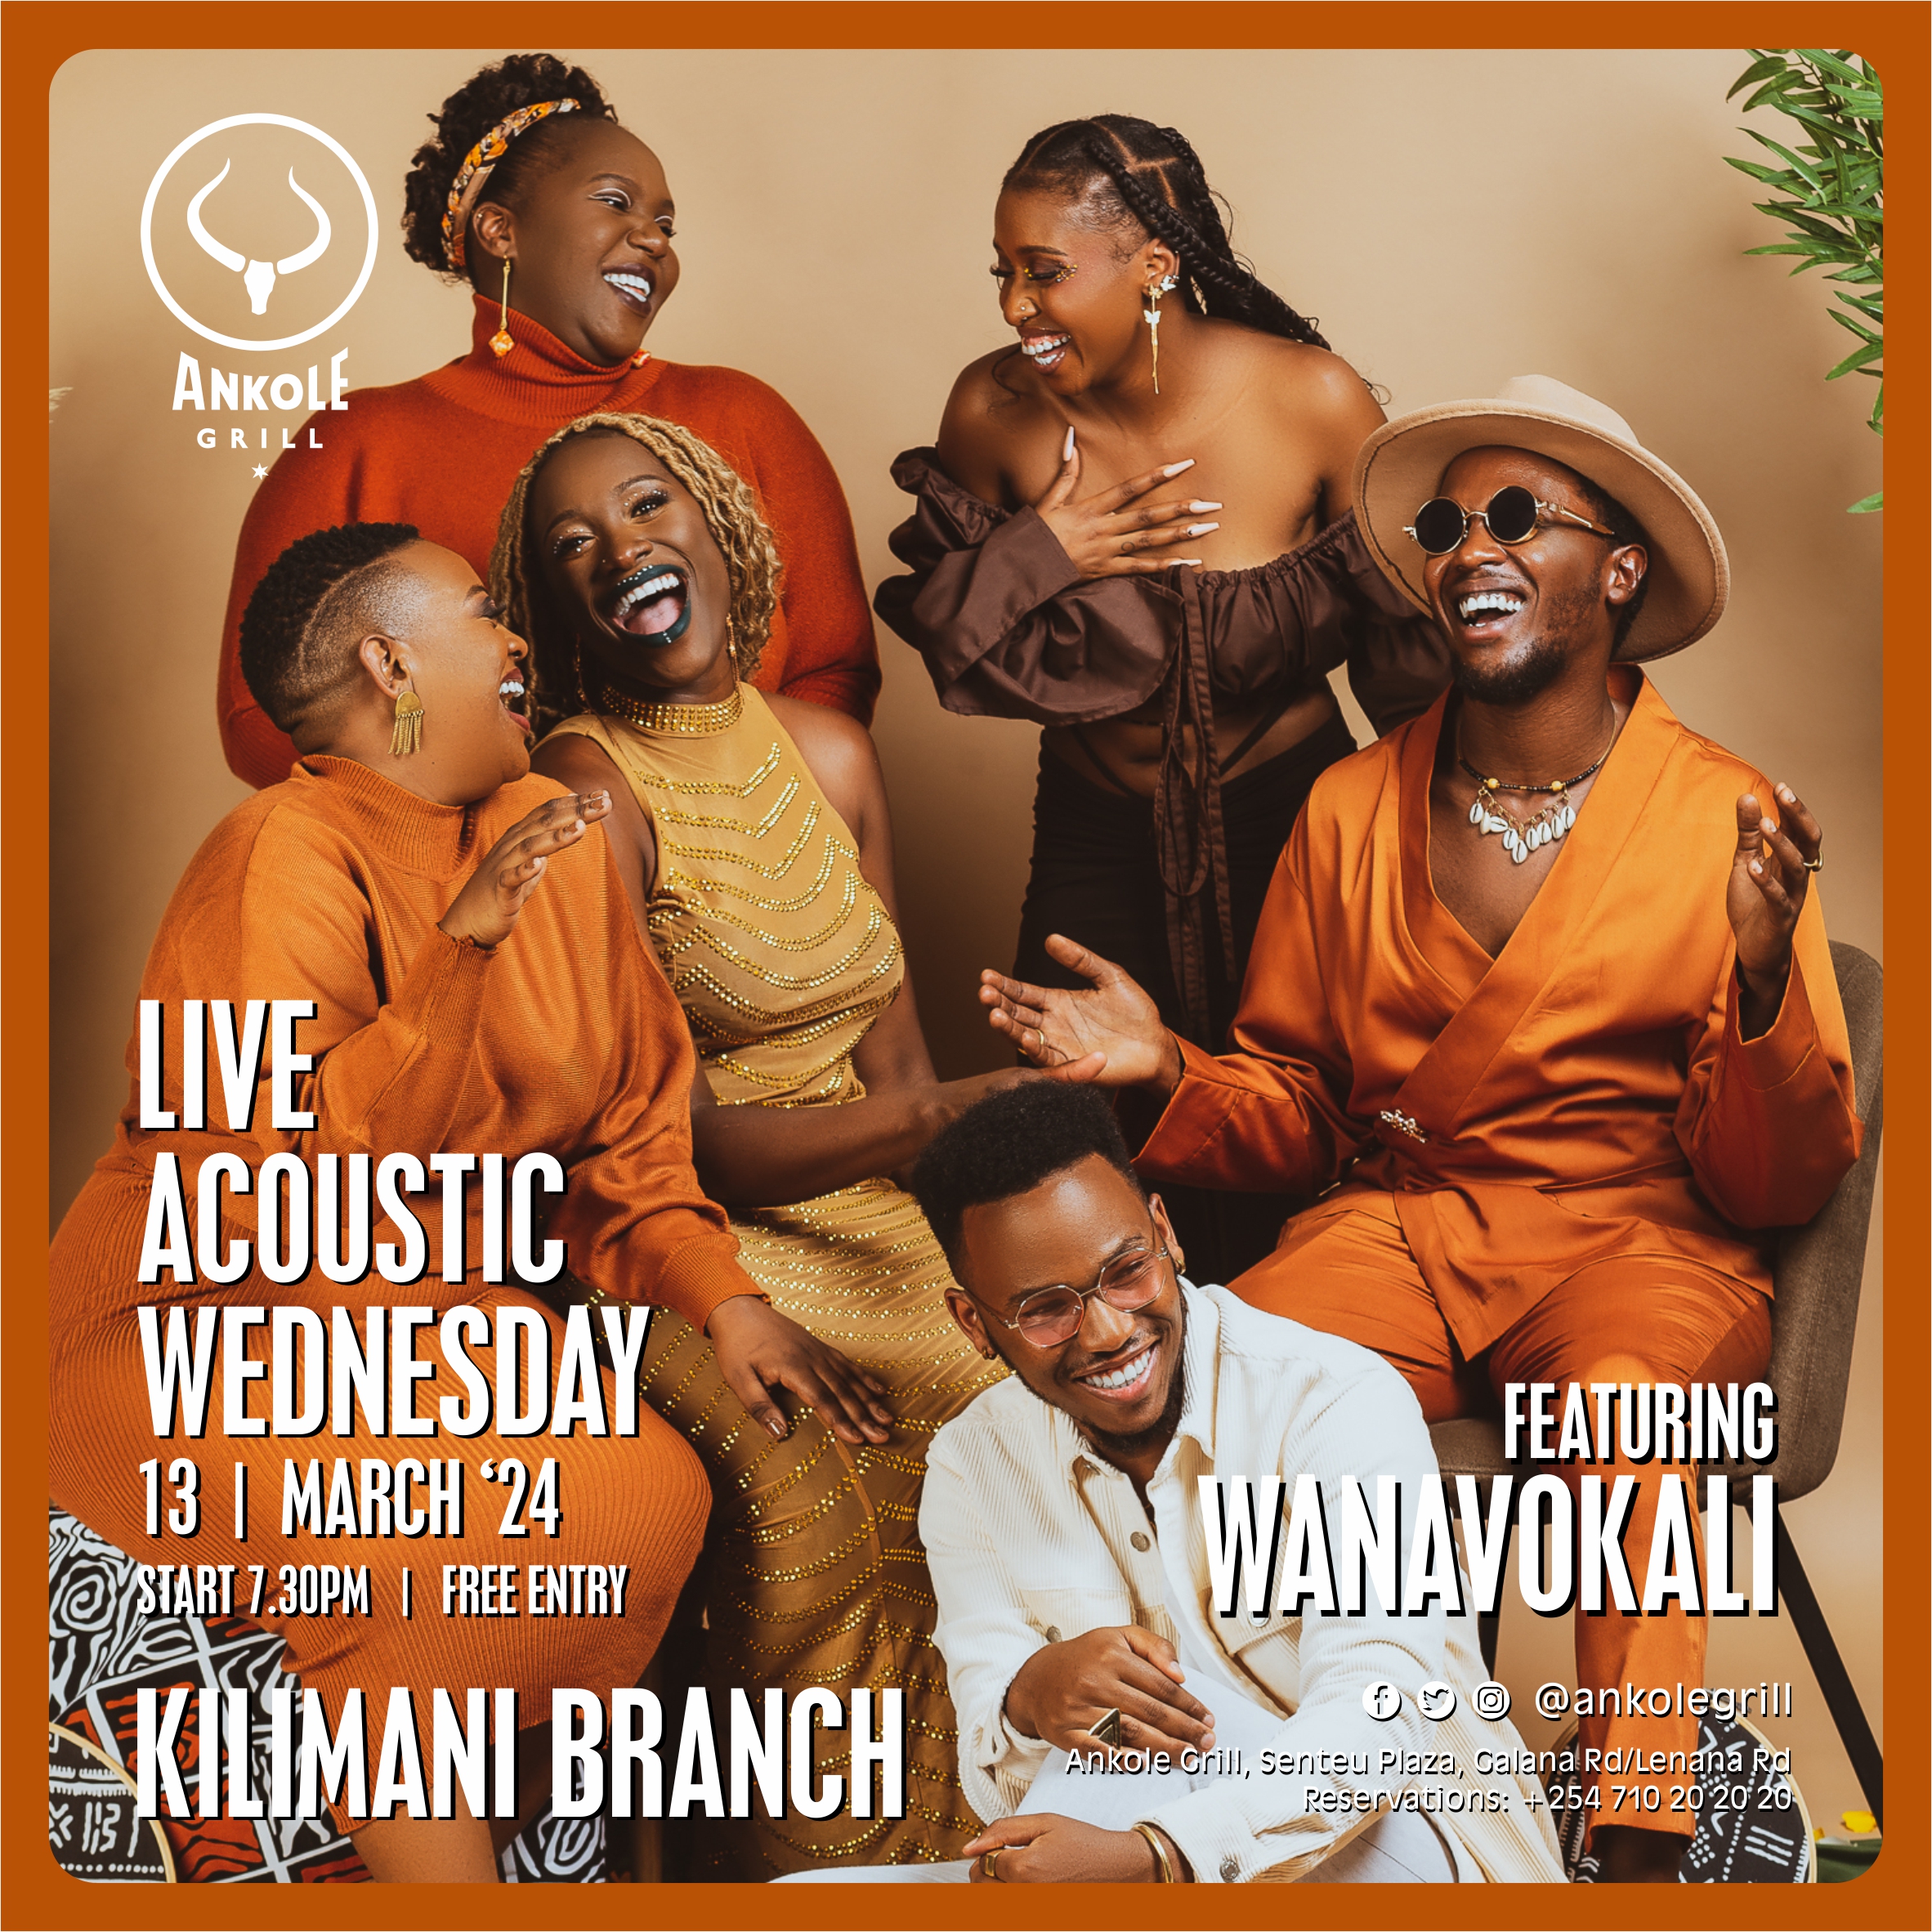 ANKOLE
GRILL
LIVE
ACOUSTIC
WEDNESDAY
13 | MARCH ‘24
START 7.30PM | FREE ENTRY
KILIMANI BRANCH
FEATURING
WANAVOKALI
@ankolegrill
Ankole Grill, Senteu Plaza, Galana Rd/Lenana Rd
Reservations: +254 710 20 20 20